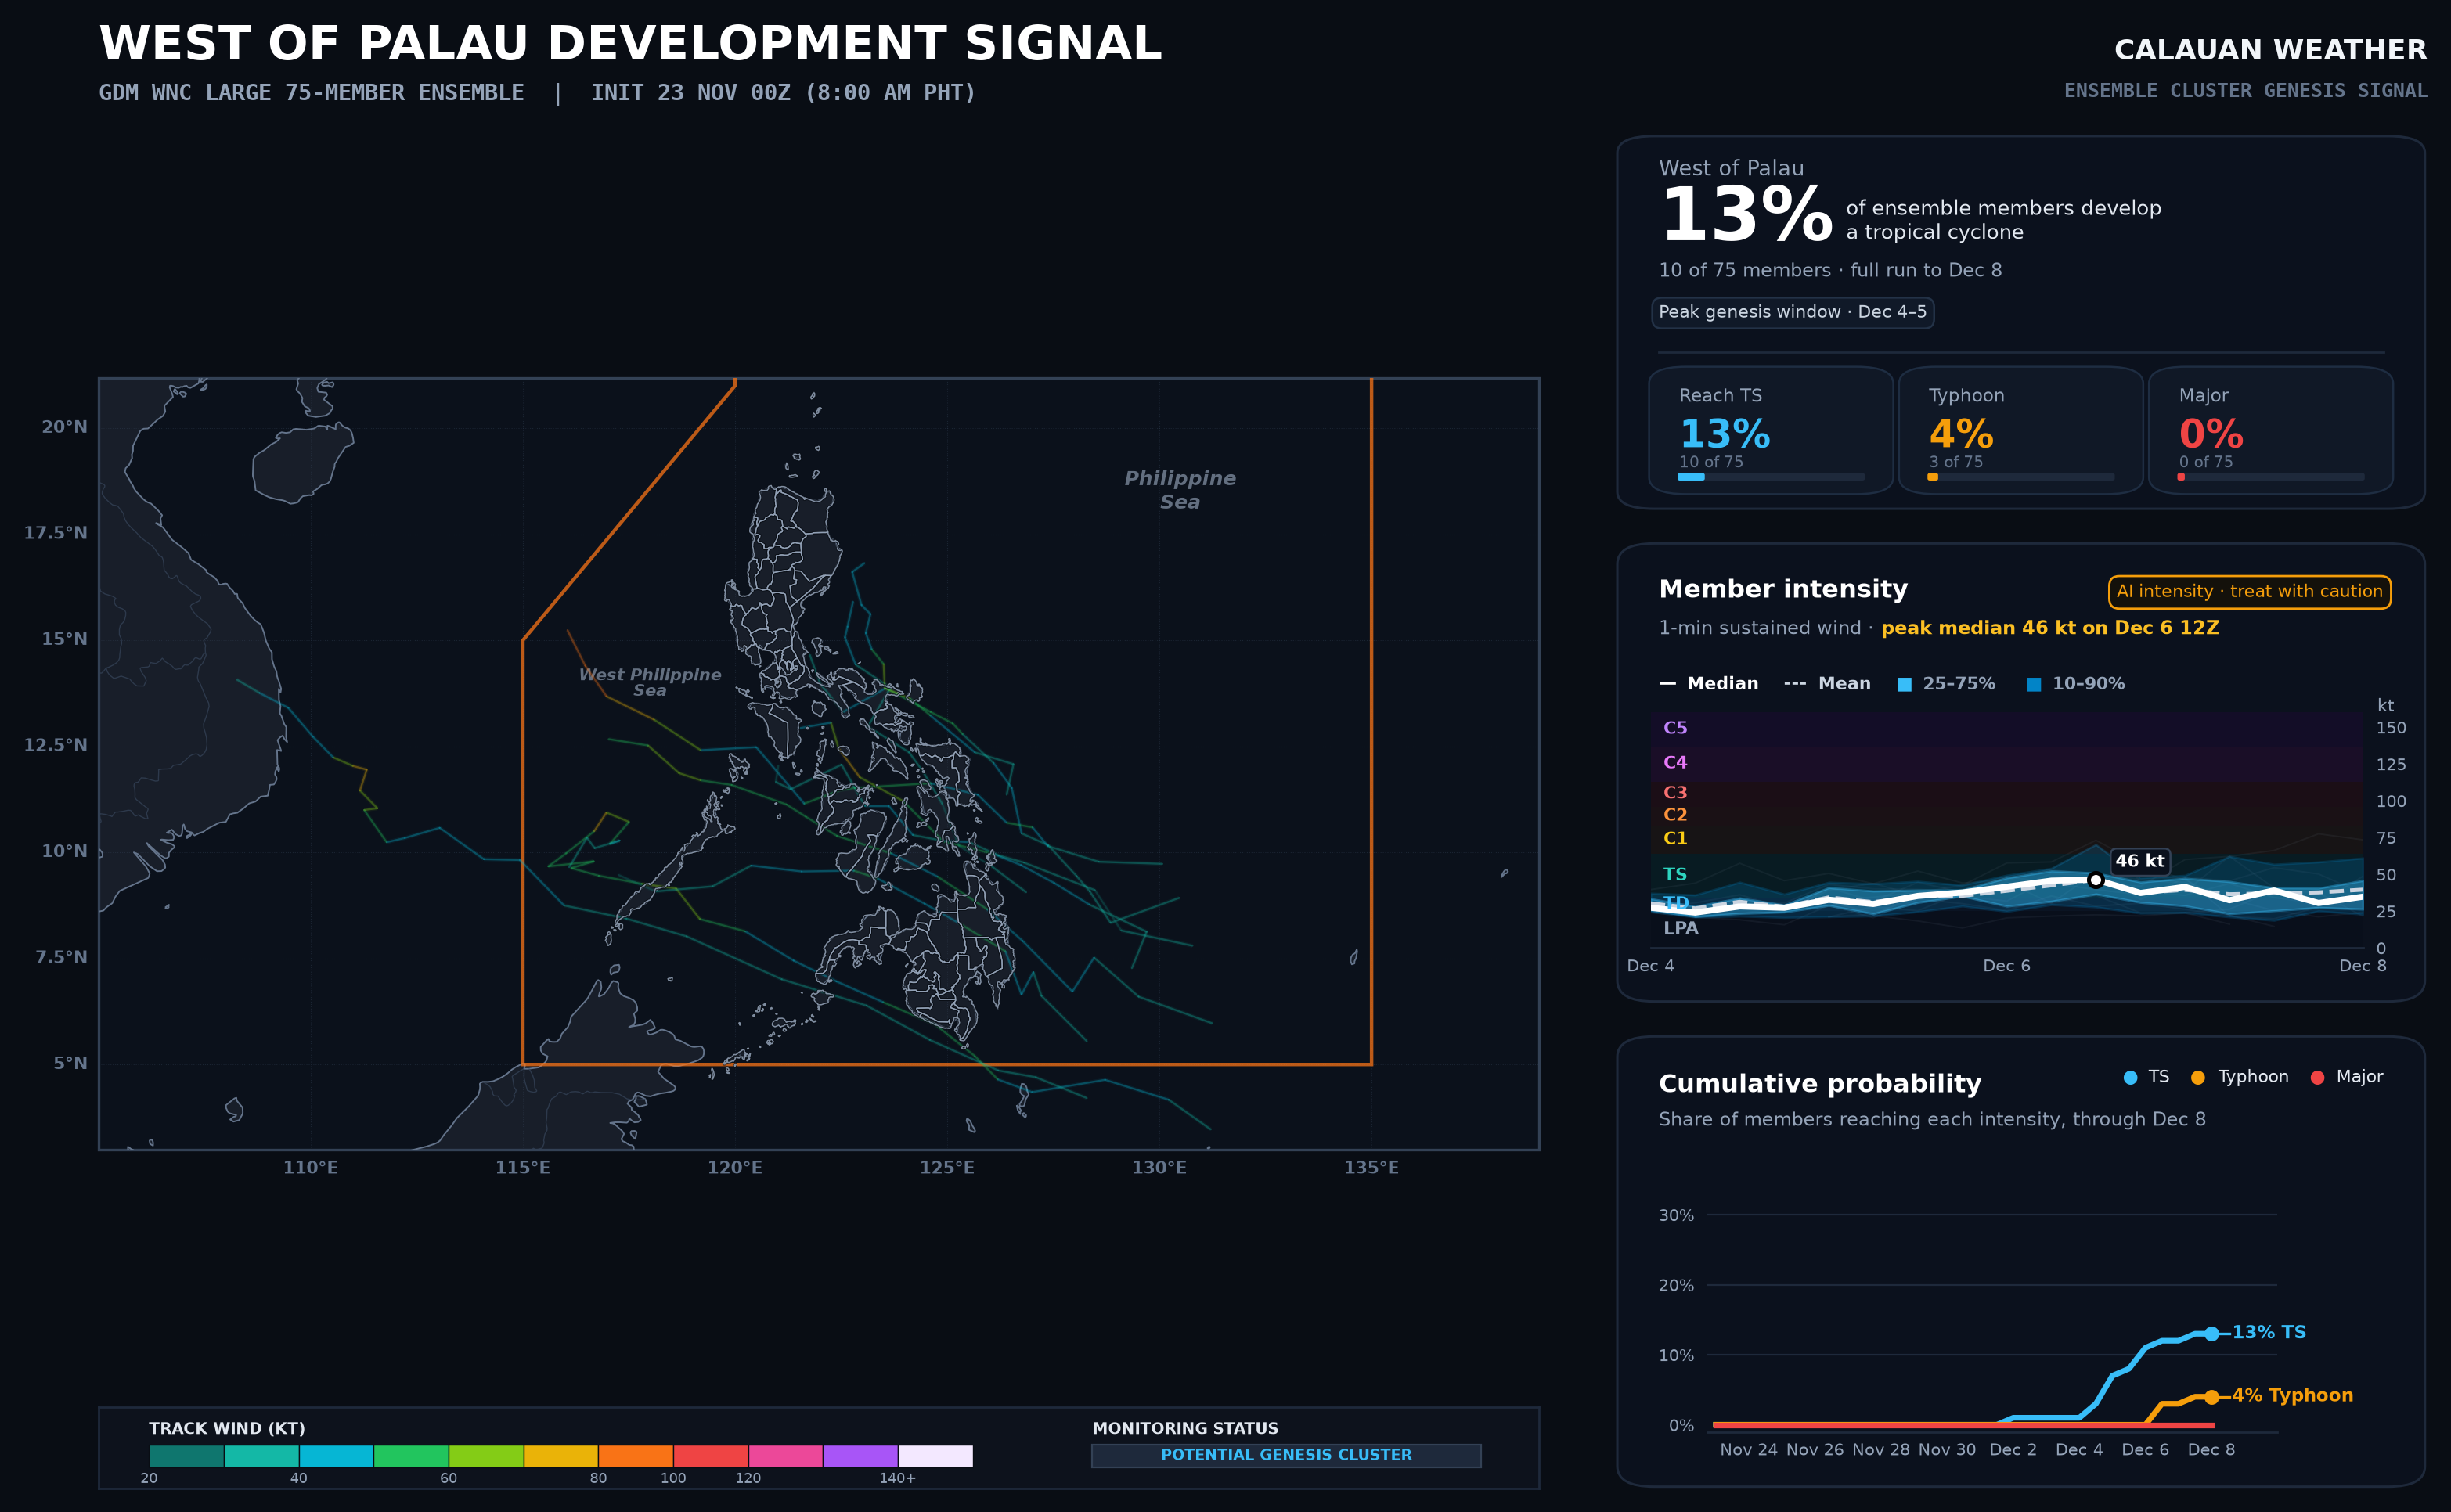 WEST OF PALAU DEVELOPMENT SIGNAL
GDM WNC LARGE 75-MEMBER ENSEMBLE | INIT 23 NOV 00Z (8:00 AM PHT)
CALAUAN WEATHER
ENSEMBLE CLUSTER GENESIS SIGNAL
20°N
17.5°N
15°N
12.5°N
10°N
7.5°N
5°N
110°E
115°E
120°E
125°E
130°E
135°E
Philippine
Sea
West Philippine
Sea
TRACK WIND (KT)
20
40
60
80
100
120
140+
MONITORING STATUS
POTENTIAL GENESIS CLUSTER
West of Palau
13%
of ensemble members develop
a tropical cyclone
10 of 75 members · full run to Dec 8
Peak genesis window · Dec 4–5
Reach TS
13%
10 of 75
Typhoon
4%
3 of 75
Major
0%
0 of 75
Member intensity
AI intensity · treat with caution
1-min sustained wind · peak median 46 kt on Dec 6 12Z
Median
Mean
25–75%
10–90%
kt
C5
C4
C3
C2
C1
TS
TD
LPA
150
125
100
75
50
25
0
46 kt
Dec 4
Dec 6
Dec 8
Cumulative probability
TS
Typhoon
Major
Share of members reaching each intensity, through Dec 8
30%
20%
10%
0%
13% TS
4% Typhoon
Nov 24
Nov 26
Nov 28
Nov 30
Dec 2
Dec 4
Dec 6
Dec 8